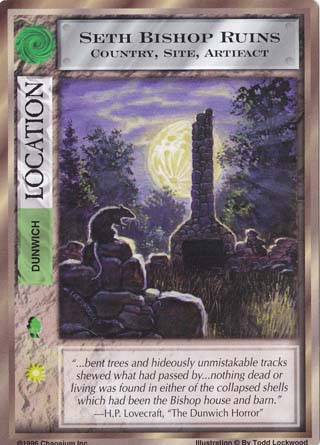 SETH BISHOP RUINS
COUNTRY, SITE, ARTIFACT
LOCATION
DUNWICH
"...bent trees and hideously unmistakable tracks
shewed what had passed by...nothing dead or
living was found in either of the collapsed shells
which had been the Bishop house and barn."
—H.P. Lovecraft, "The Dunwich Horror"
©1996 Chaosium Inc.
Illustration © By Todd Lockwood